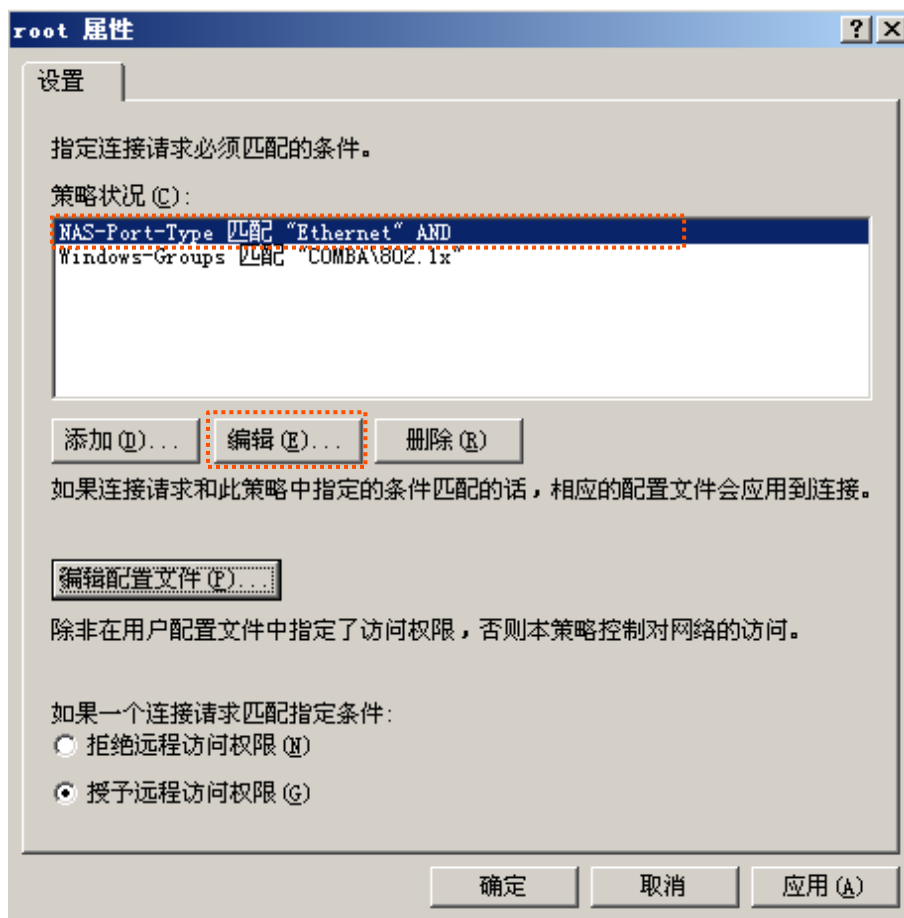 root 属性
设置
指定连接请求必须匹配的条件。
策略状况(C):
NAS-Port-Type 匹配 "Ethernet" AND
Windows-Groups 匹配 "COMBA\802.1x"
添加(D)... 编辑(E)... 删除(R)
如果连接请求和此策略中指定的条件匹配的话，相应的配置文件会应用到连接。
编辑配置文件(P)...
除非在用户配置文件中指定了访问权限，否则本策略控制对网络的访问。
如果一个连接请求匹配指定条件:
拒绝远程访问权限(N)
授予远程访问权限(G)
确定 取消 应用(A)